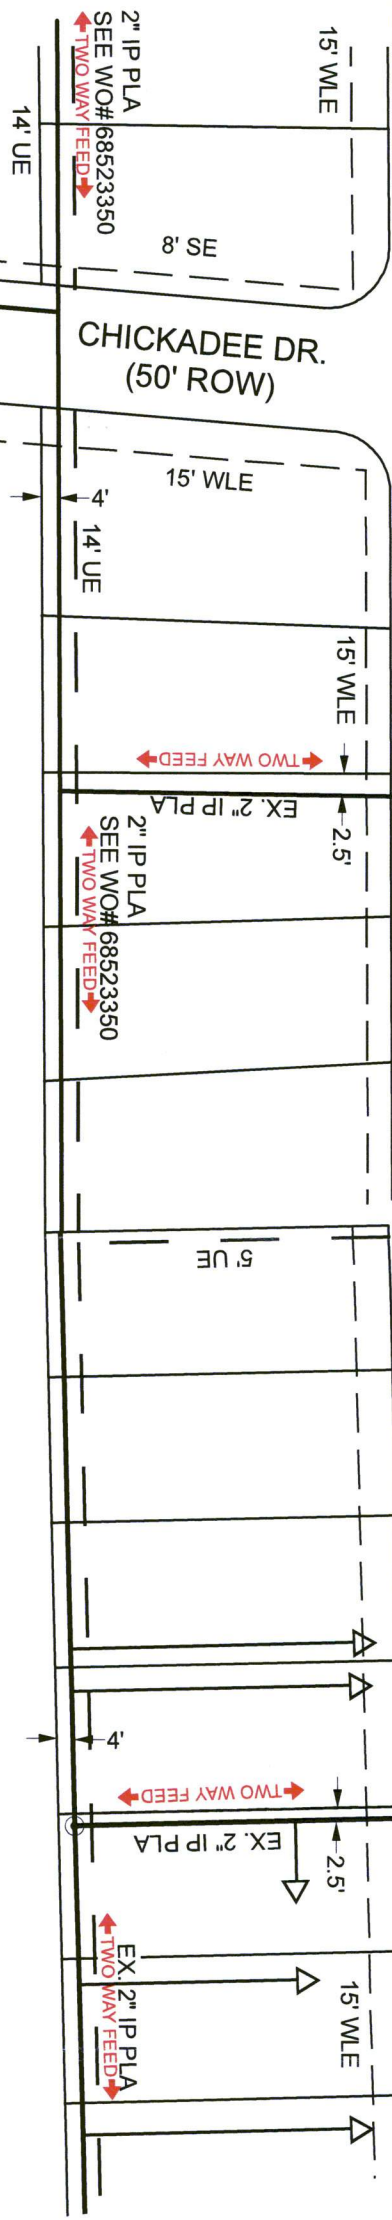 2" IP PLA
SEE WO# 68523350
TWO WAY FEED
15' WLE
14' UE
8' SE
CHICKADEE DR.
(50' ROW)
15' WLE
4'
14' UE
15' WLE
TWO WAY FEED
EX. 2" IP PLA
2.5'
2" IP PLA
SEE WO# 68523350
TWO WAY FEED
5' UE
4'
TWO WAY FEED
EX. 2" IP PLA
2.5'
EX. 2" IP PLA
TWO WAY FEED
15' WLE